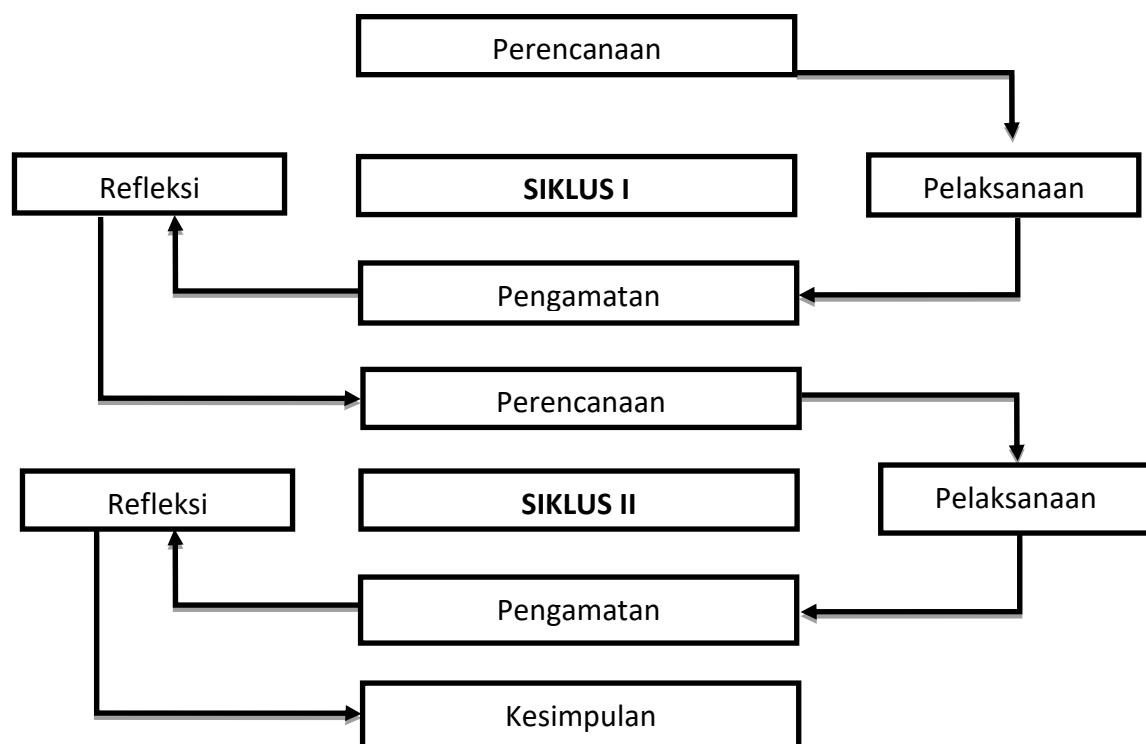 Perencanaan
Refleksi
SIKLUS I
Pelaksanaan
Pengamatan
Perencanaan
Refleksi
SIKLUS II
Pelaksanaan
Pengamatan
Kesimpulan